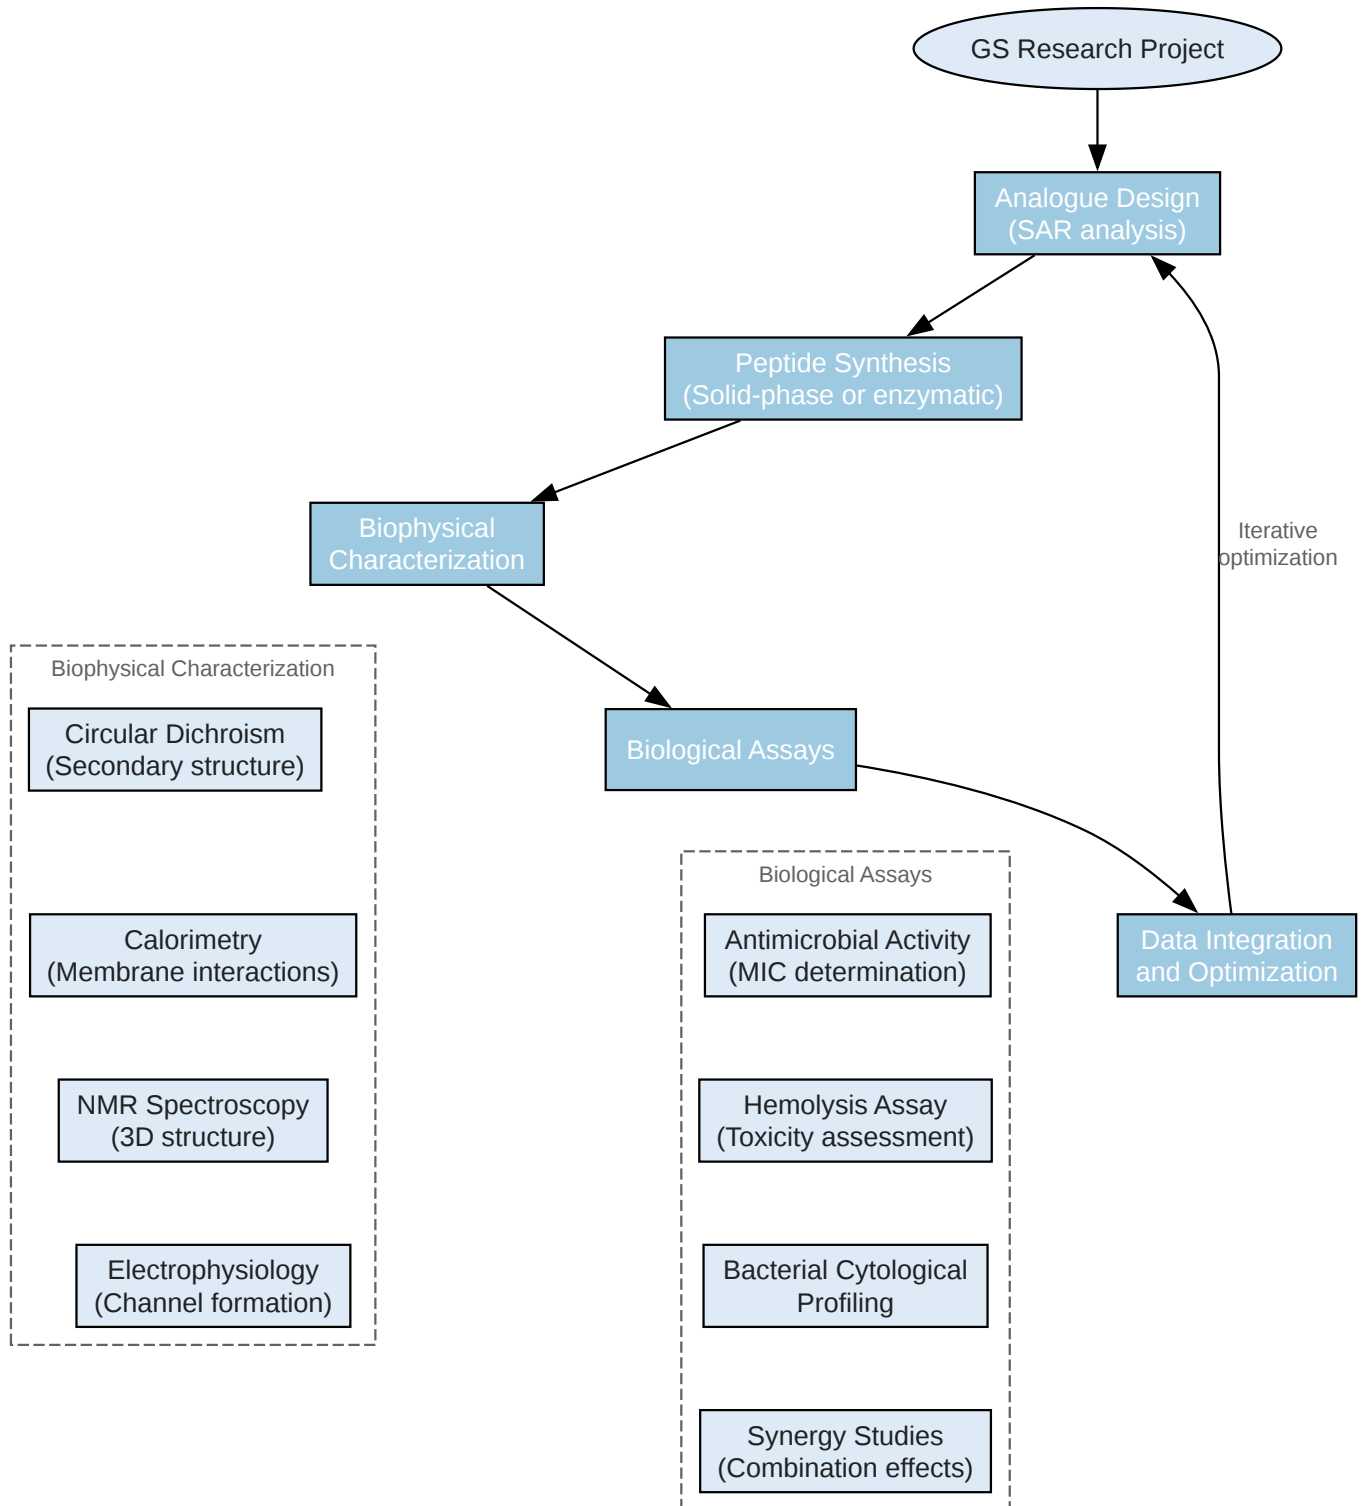 GS Research Project
Analogue Design
(SAR analysis)
Peptide Synthesis
(Solid-phase or enzymatic)
Biophysical
Characterization
Iterative
optimization
Biophysical Characterization
Circular Dichroism
(Secondary structure)
Biological Assays
Biological Assays
Calorimetry
(Membrane interactions)
Antimicrobial Activity
(MIC determination)
Data Integration
and Optimization
NMR Spectroscopy
(3D structure)
Hemolysis Assay
(Toxicity assessment)
Electrophysiology
(Channel formation)
Bacterial Cytological
Profiling
Synergy Studies
(Combination effects)